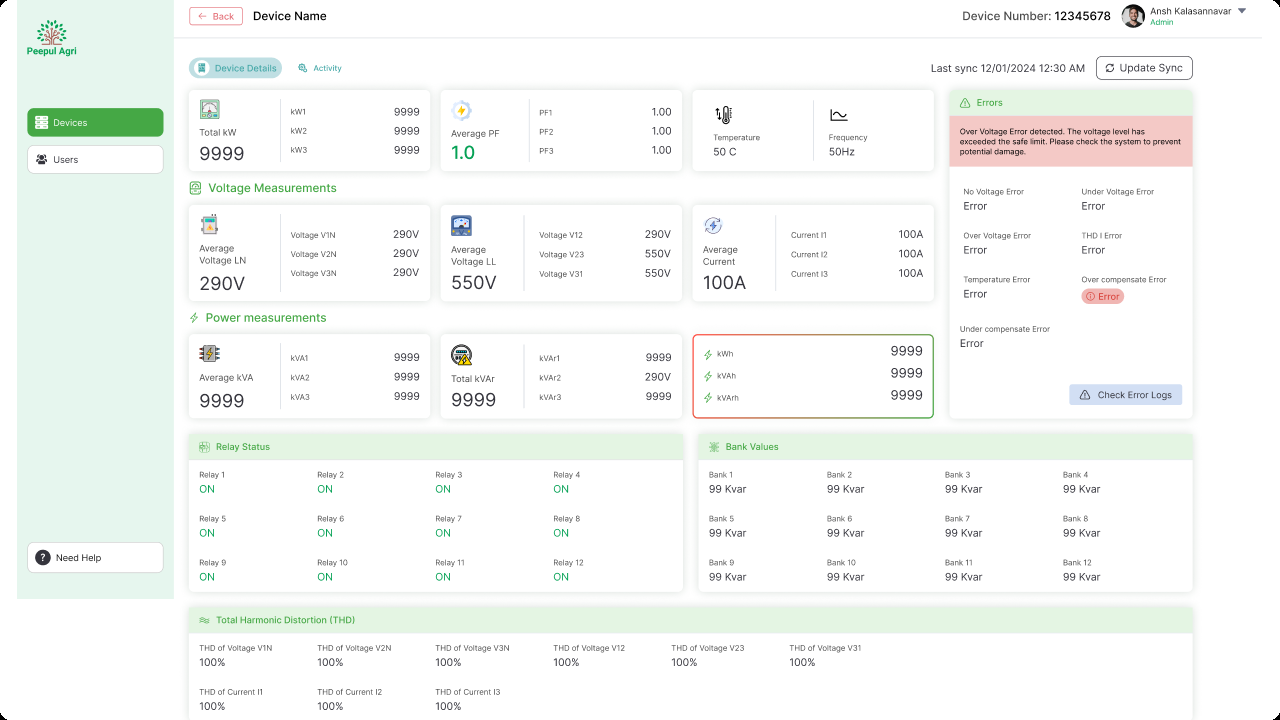 Peepul Agri
Devices
Users
Need Help
Back
Device Name
Device Number: 12345678
Ansh Kalasannavar
Admin
Device Details
Activity
Last sync 12/01/2024 12:30 AM
Update Sync
Total kW
9999
kW1 9999
kW2 9999
kW3 9999
Average PF
1.0
PF1 1.00
PF2 1.00
PF3 1.00
Temperature
50 C
Frequency
50Hz
Voltage Measurements
Average
Voltage LN
290V
Voltage V1N 290V
Voltage V2N 290V
Voltage V3N 290V
Average
Voltage LL
550V
Voltage V12 290V
Voltage V23 550V
Voltage V31 550V
Average
Current
100A
Current I1 100A
Current I2 100A
Current I3 100A
Power measurements
Average kVA
9999
kVA1 9999
kVA2 9999
kVA3 9999
Total kVAr
9999
kVAr1 9999
kVAr2 290V
kVAr3 9999
kWh 9999
kVAh 9999
kVArh 9999
Errors
Over Voltage Error detected. The voltage level has
exceeded the safe limit. Please check the system to prevent
potential damage.
No Voltage Error Under Voltage Error
Error Error
Over Voltage Error THD I Error
Error Error
Temperature Error Over compensate Error
Error Error
Under compensate Error
Error
Check Error Logs
Relay Status
Relay 1 Relay 2 Relay 3 Relay 4
ON ON ON ON
Relay 5 Relay 6 Relay 7 Relay 8
ON ON ON ON
Relay 9 Relay 10 Relay 11 Relay 12
ON ON ON ON
Bank Values
Bank 1 Bank 2 Bank 3 Bank 4
99 Kvar 99 Kvar 99 Kvar 99 Kvar
Bank 5 Bank 6 Bank 7 Bank 8
99 Kvar 99 Kvar 99 Kvar 99 Kvar
Bank 9 Bank 10 Bank 11 Bank 12
99 Kvar 99 Kvar 99 Kvar 99 Kvar
Total Harmonic Distortion (THD)
THD of Voltage V1N THD of Voltage V2N THD of Voltage V3N THD of Voltage V12 THD of Voltage V23 THD of Voltage V31
100% 100% 100% 100% 100% 100%
THD of Current I1 THD of Current I2 THD of Current I3
100% 100% 100%